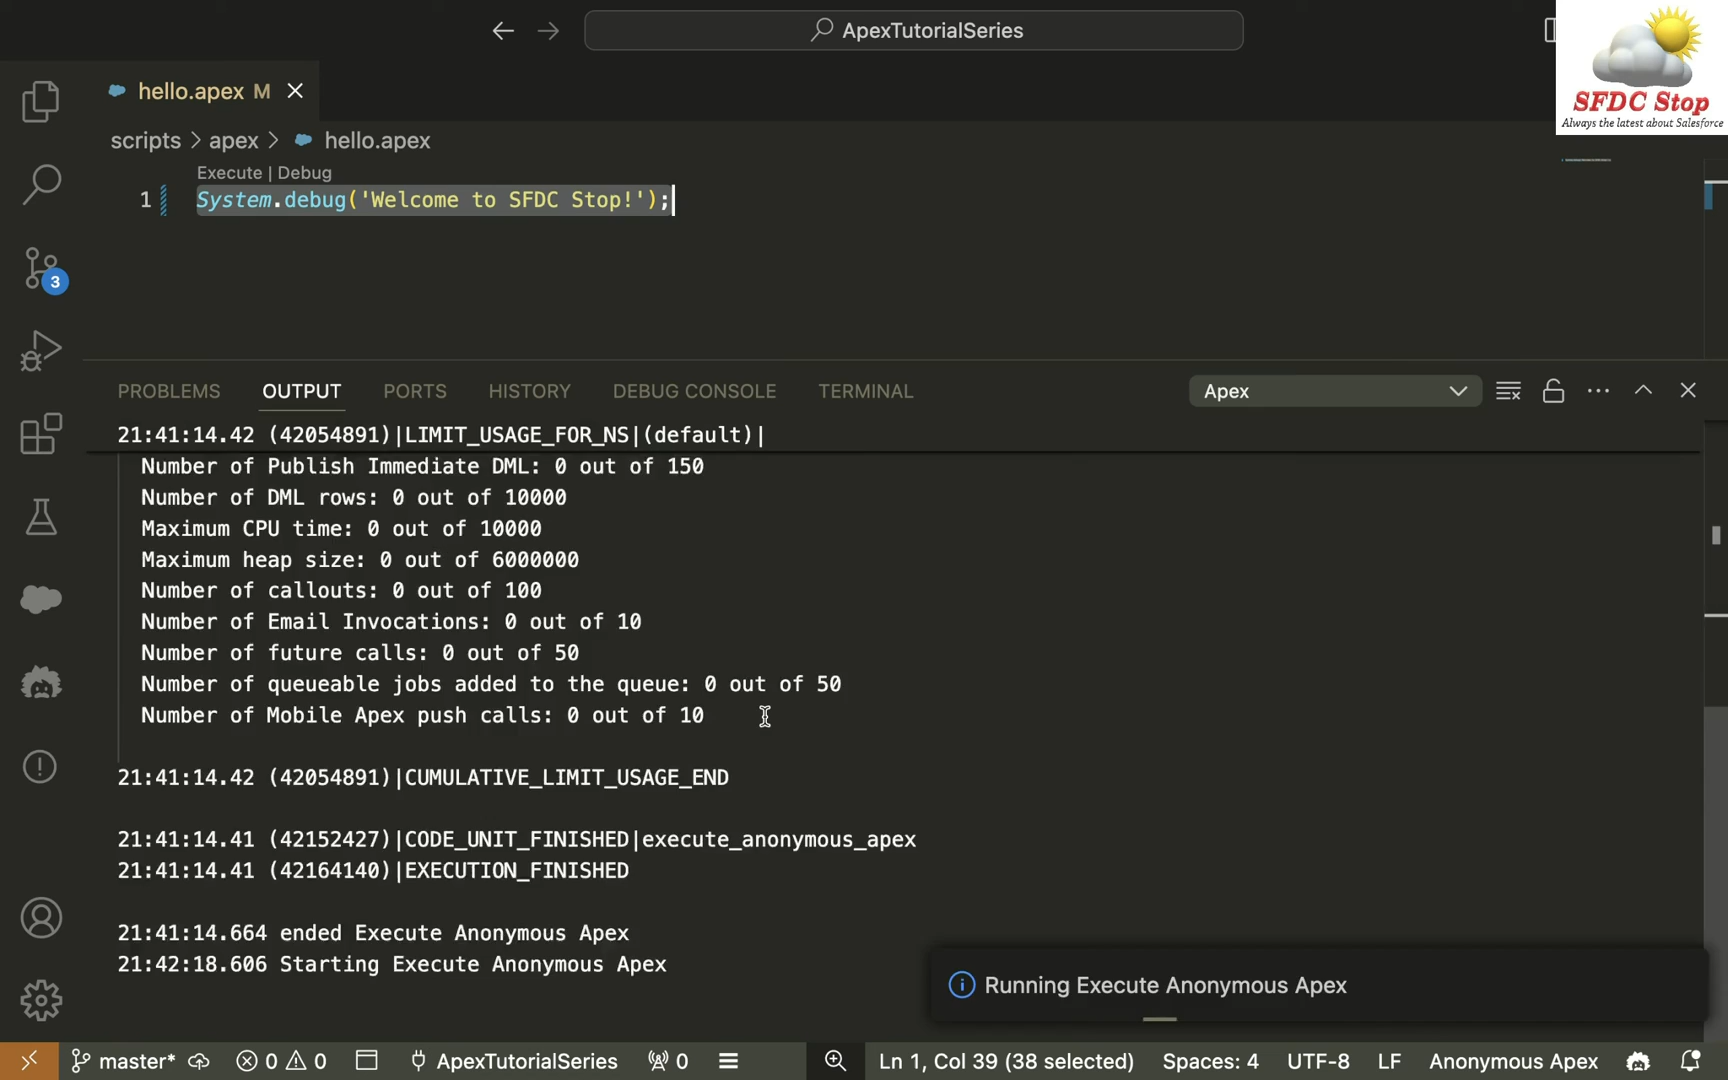 ApexTutorialSeries
SFDC Stop
Always the latest about Salesforce
hello.apex M
scripts > apex > hello.apex
Execute | Debug
1 System.debug('Welcome to SFDC Stop!');
3
PROBLEMS OUTPUT PORTS HISTORY DEBUG CONSOLE TERMINAL Apex
21:41:14.42 (42054891)|LIMIT_USAGE_FOR_NS|(default)|
Number of Publish Immediate DML: 0 out of 150
Number of DML rows: 0 out of 10000
Maximum CPU time: 0 out of 10000
Maximum heap size: 0 out of 6000000
Number of callouts: 0 out of 100
Number of Email Invocations: 0 out of 10
Number of future calls: 0 out of 50
Number of queueable jobs added to the queue: 0 out of 50
Number of Mobile Apex push calls: 0 out of 10
21:41:14.42 (42054891)|CUMULATIVE_LIMIT_USAGE_END
21:41:14.41 (42152427)|CODE_UNIT_FINISHED|execute_anonymous_apex
21:41:14.41 (42164140)|EXECUTION_FINISHED
21:41:14.664 ended Execute Anonymous Apex
21:42:18.606 Starting Execute Anonymous Apex
Running Execute Anonymous Apex
master* 0 0 ApexTutorialSeries 0 Ln 1, Col 39 (38 selected) Spaces: 4 UTF-8 LF Anonymous Apex